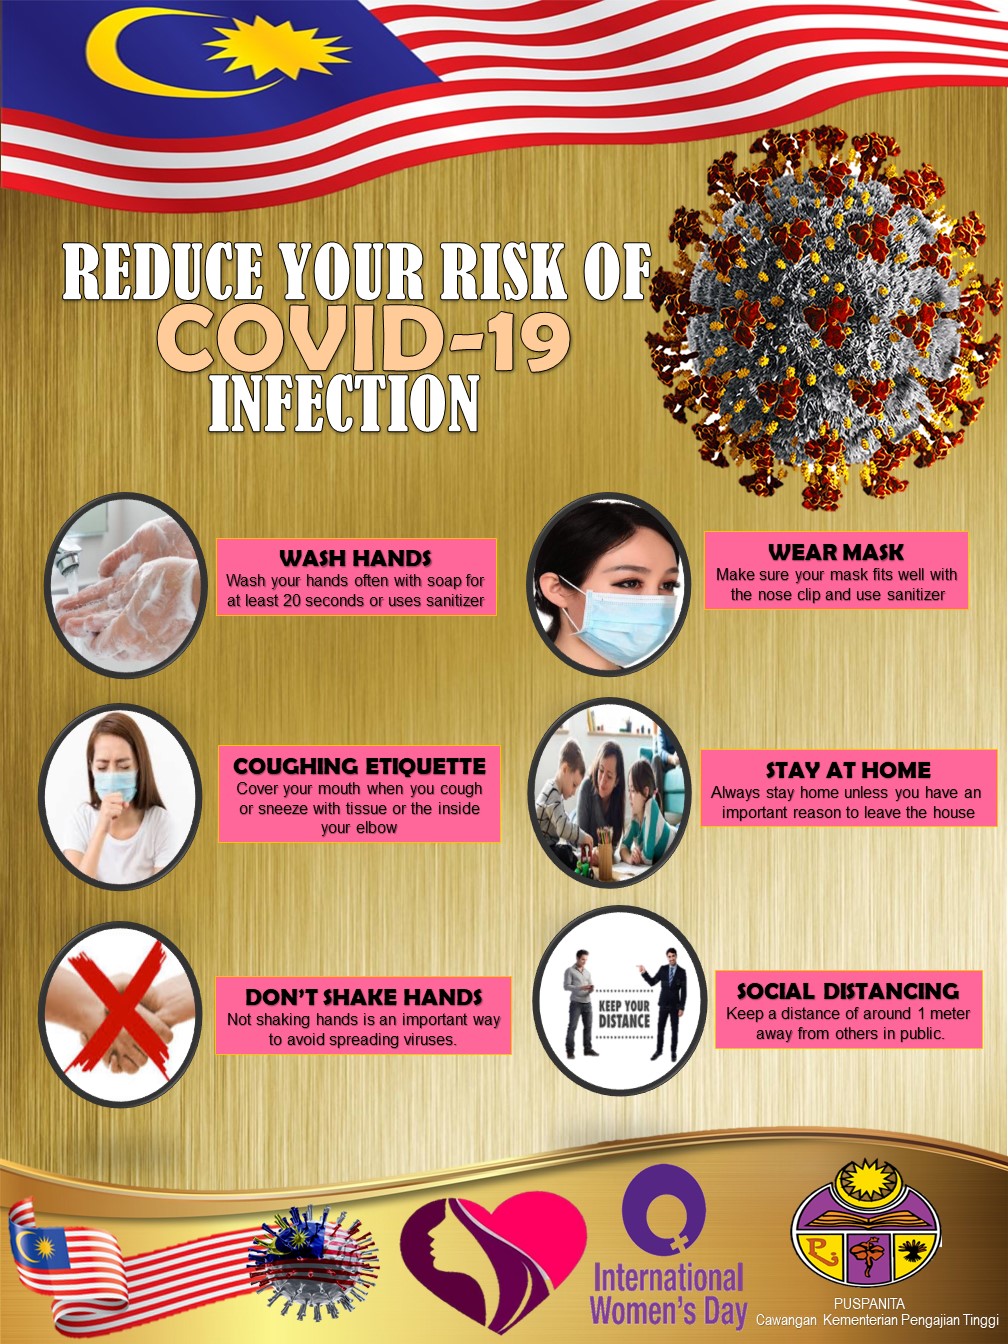 REDUCE YOUR RISK OF
COVID-19
INFECTION
WASH HANDS
Wash your hands often with soap for
at least 20 seconds or uses sanitizer
WEAR MASK
Make sure your mask fits well with
the nose clip and use sanitizer
COUGHING ETIQUETTE
Cover your mouth when you cough
or sneeze with tissue or the inside
your elbow
STAY AT HOME
Always stay home unless you have an
important reason to leave the house
DON'T SHAKE HANDS
Not shaking hands is an important way
to avoid spreading viruses.
KEEP YOUR
DISTANCE
SOCIAL DISTANCING
Keep a distance of around 1 meter
away from others in public.
International
Women's Day
PUSPANITA
Cawangan Kementerian Pengajian Tinggi